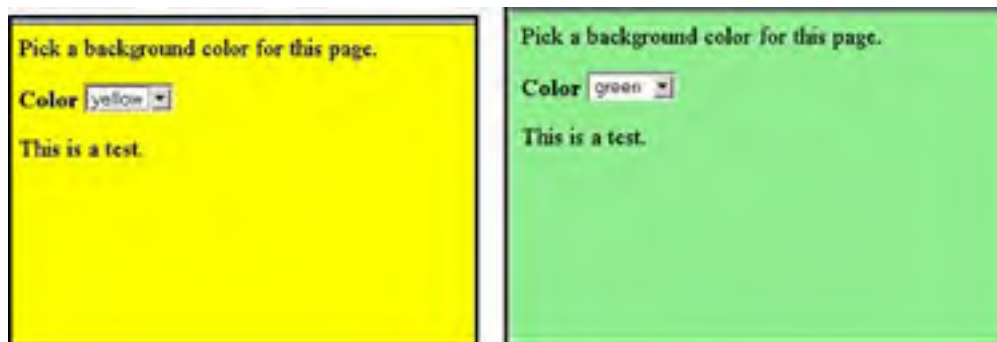 Pick a background color for this page.
Color yellow
This is a test.
Pick a background color for this page.
Color green
This is a test.